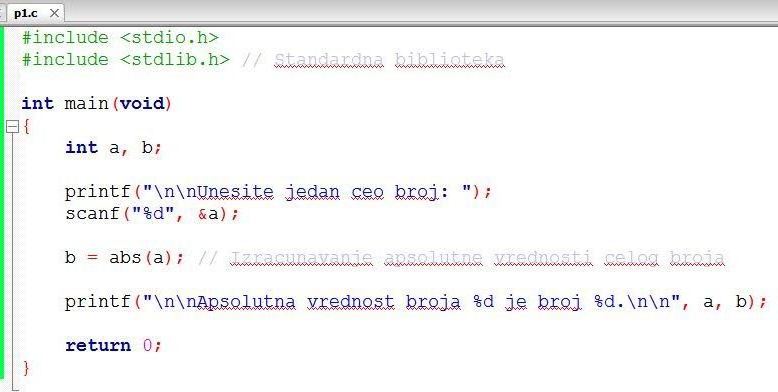 p1.c
#include <stdio.h>
#include <stdlib.h> // Standardna biblioteka
int main(void)
{
int a, b;
printf("\n\nUnesite jedan ceo broj: ");
scanf("%d", &a);
b = abs(a); // Izracunavanje apsolutne vrednosti celog broja
printf("\n\nApsolutna vrednost broja %d je broj %d.\n\n", a, b);
return 0;
}